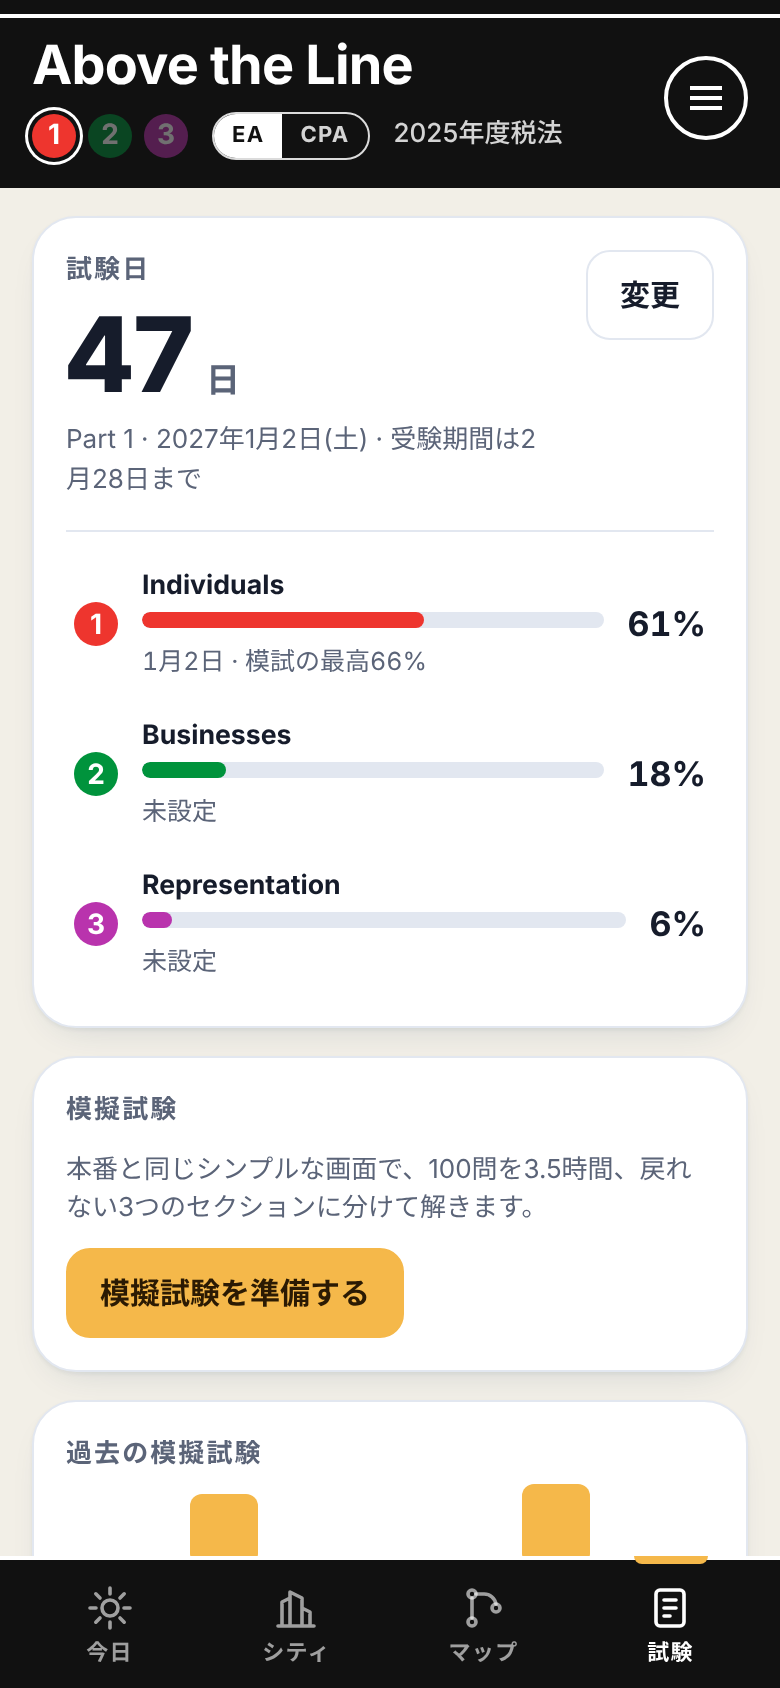 Above the Line
1 2 3 EA CPA 2025年度税法
試験日
変更
47 日
Part 1 · 2027年1月2日(土) · 受験期間は2
月28日まで
Individuals
1 61%
1月2日 · 模試の最高66%
Businesses
2 18%
未設定
Representation
3 6%
未設定
模擬試験
本番と同じシンプルな画面で、100問を3.5時間、戻れ
ない3つのセクションに分けて解きます。
模擬試験を準備する
過去の模擬試験
今日 シティ マップ 試験